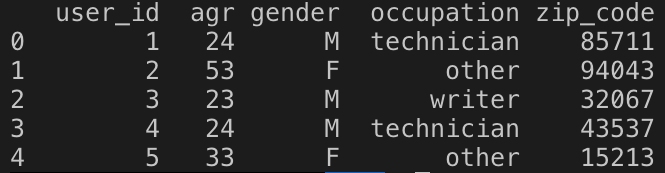 user_id agr gender occupation zip_code
0 1 24 M technician 85711
1 2 53 F other 94043
2 3 23 M writer 32067
3 4 24 M technician 43537
4 5 33 F other 15213